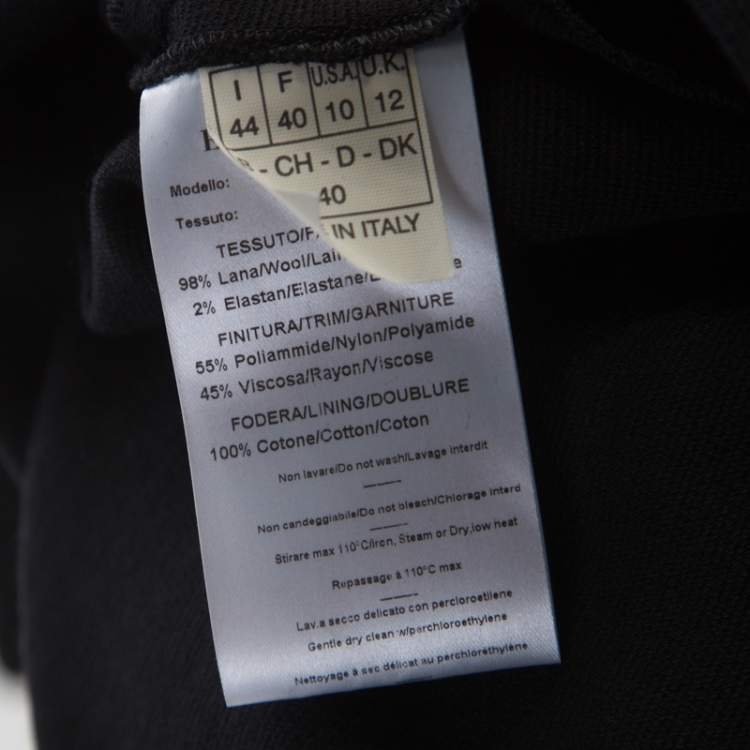 I F U.S.A. U.K.
44 40 10 12
- CH - D - DK
40
IN ITALY
Modello:
Tessuto:
TESSUTO/F
98% Lana/Wool/Lai
2% Elastan/Elastane/
FINITURA/TRIM/GARNITURE
55% Poliammide/Nylon/Polyamide
45% Viscosa/Rayon/Viscose
FODERA/LINING/DOUBLURE
100% Cotone/Cotton/Coton
Non lavare/Do not wash/Lavage interdit
Non candeggiabile/Do not bleach/Chlorage interd
Stirare max 110°C/Iron, Steam or Dry,low heat
Repassage à 110°C max
Lav.a secco delicato con percloroetilene
Gentle dry clean w/perchloroethylene
Nettoyage à sec délicat au perchloréthylène